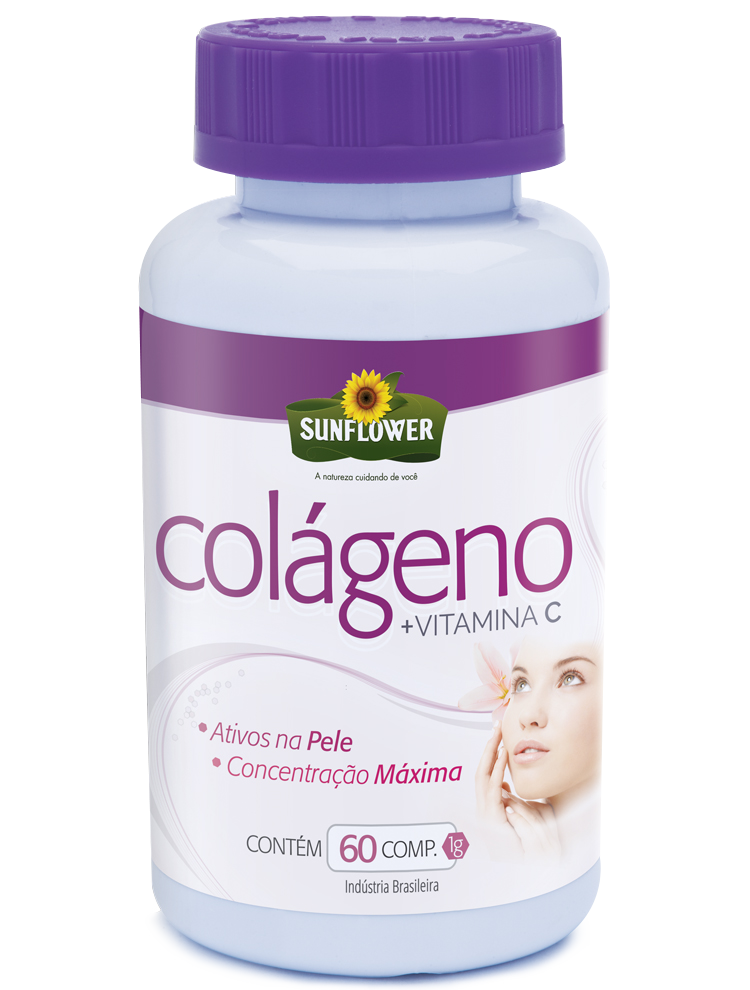 SUNFLOWER
A natureza cuidando de você
colágeno
+VITAMINA C
• Ativos na Pele
• Concentração Máxima
CONTÉM 60 COMP. 1g
Indústria Brasileira